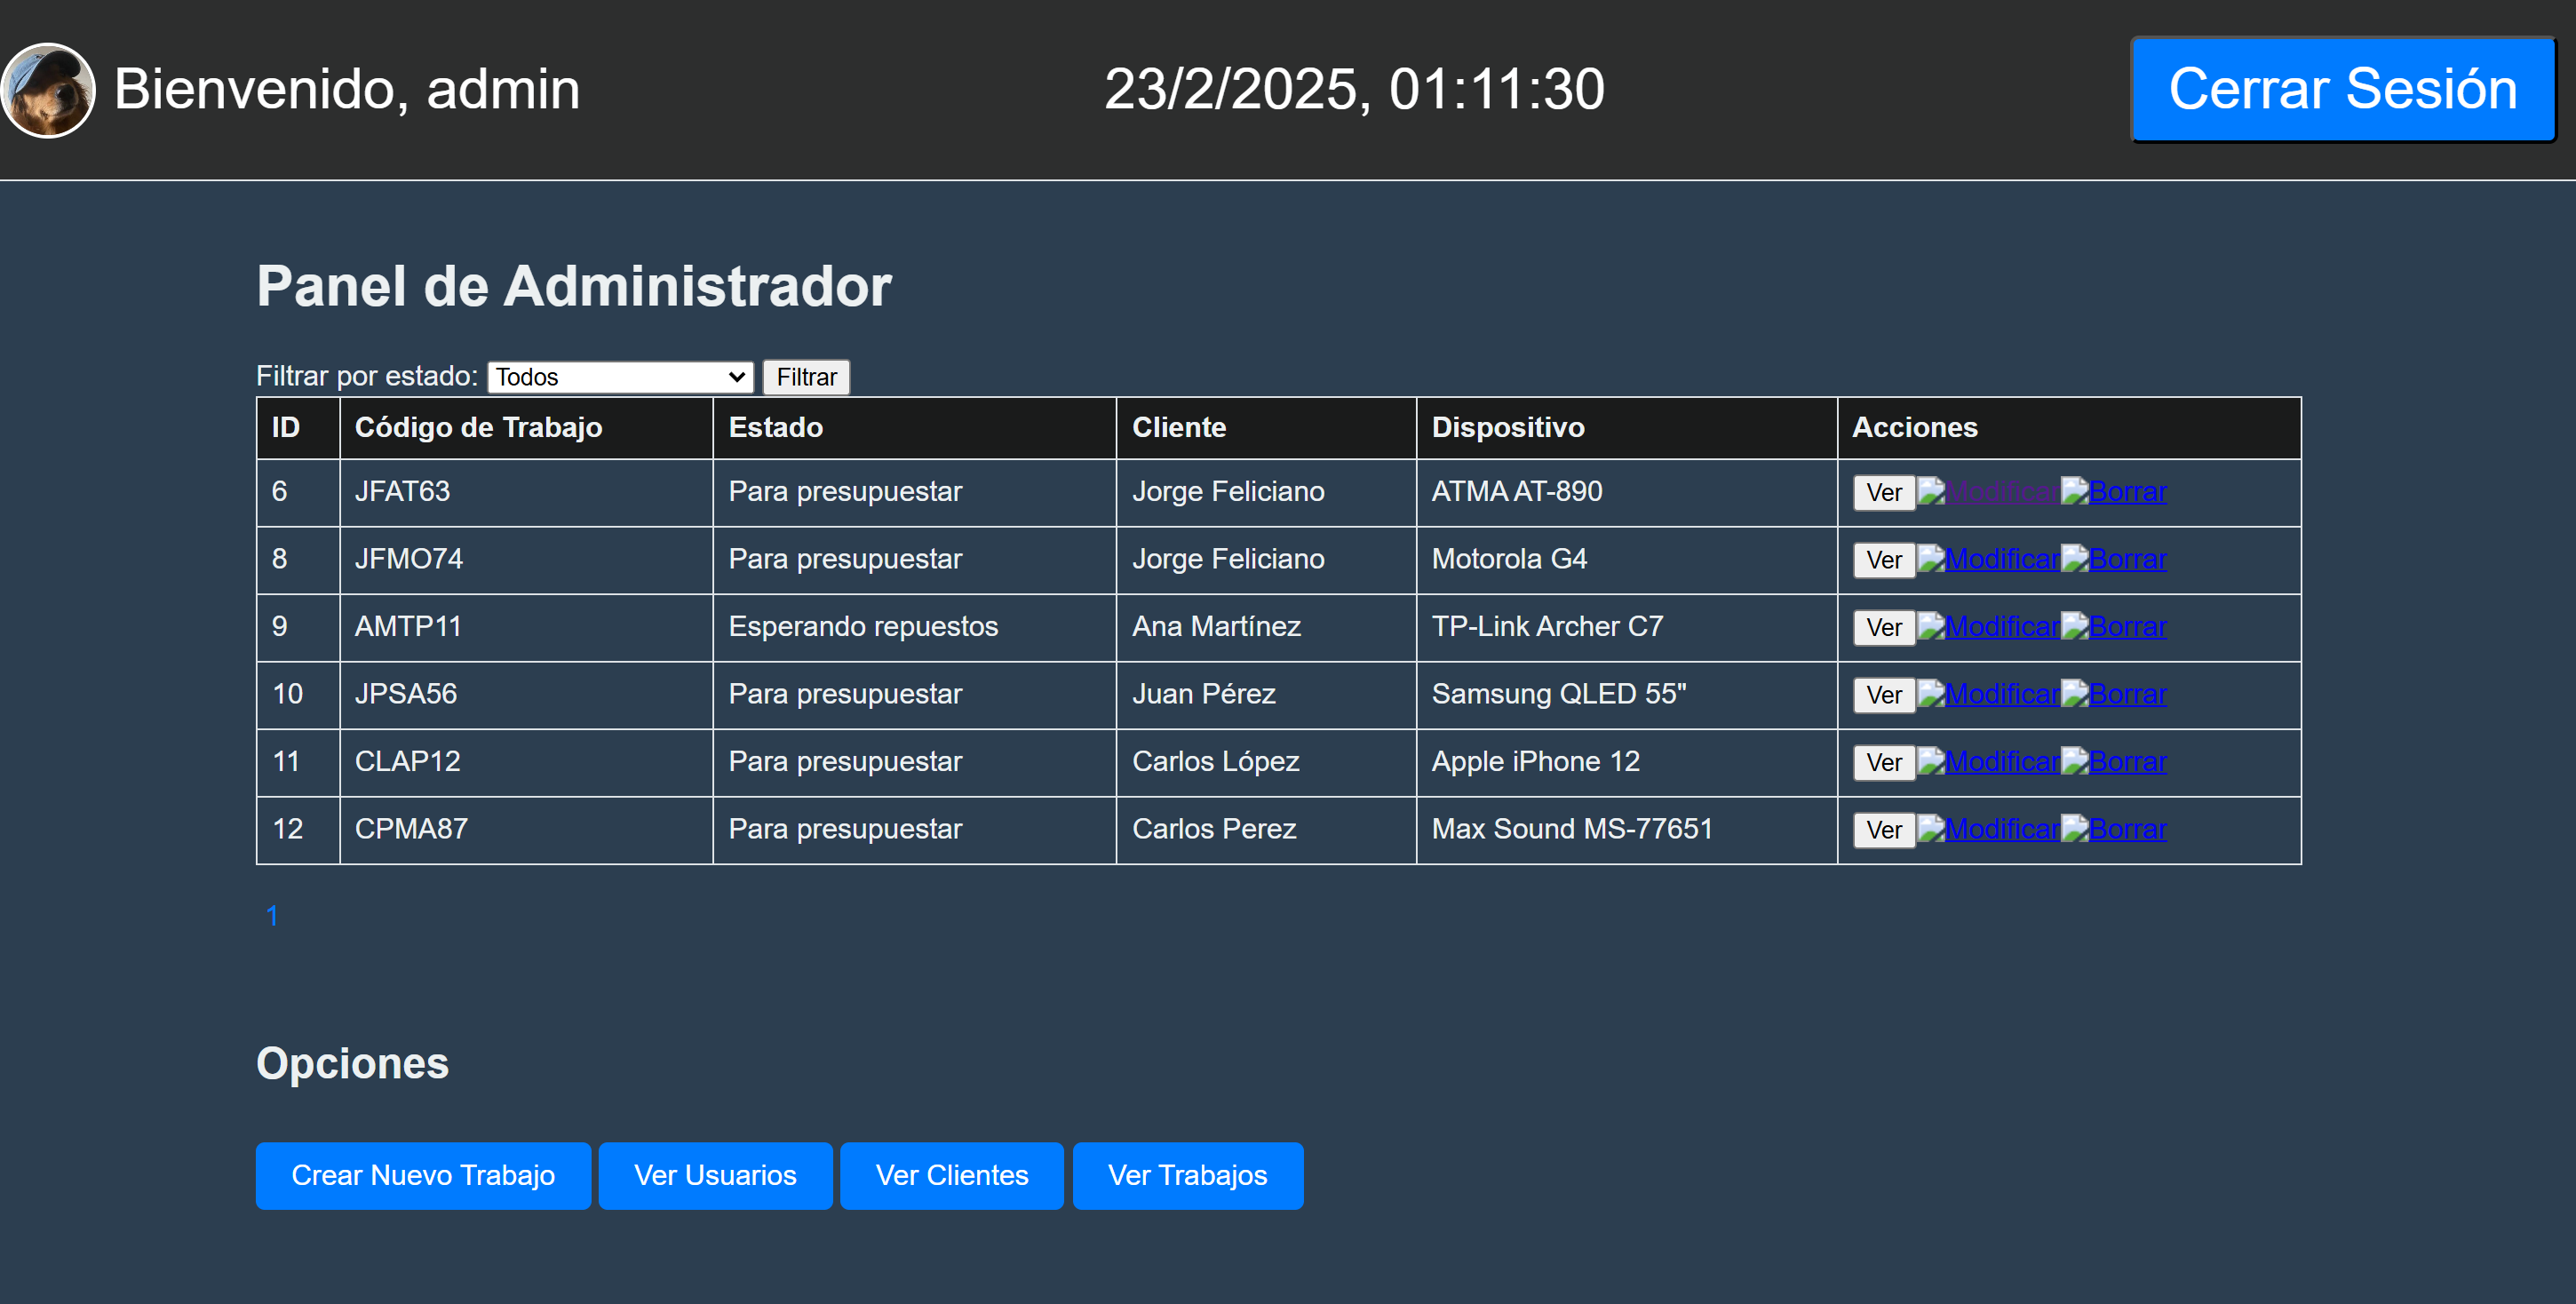 Bienvenido, admin 23/2/2025, 01:11:30 Cerrar Sesión
Panel de Administrador
Filtrar por estado: Todos Filtrar
ID Código de Trabajo Estado Cliente Dispositivo Acciones
6 JFAT63 Para presupuestar Jorge Feliciano ATMA AT-890 Ver Modificar Borrar
8 JFMO74 Para presupuestar Jorge Feliciano Motorola G4 Ver Modificar Borrar
9 AMTP11 Esperando repuestos Ana Martínez TP-Link Archer C7 Ver Modificar Borrar
10 JPSA56 Para presupuestar Juan Pérez Samsung QLED 55" Ver Modificar Borrar
11 CLAP12 Para presupuestar Carlos López Apple iPhone 12 Ver Modificar Borrar
12 CPMA87 Para presupuestar Carlos Perez Max Sound MS-77651 Ver Modificar Borrar
1
Opciones
Crear Nuevo Trabajo Ver Usuarios Ver Clientes Ver Trabajos